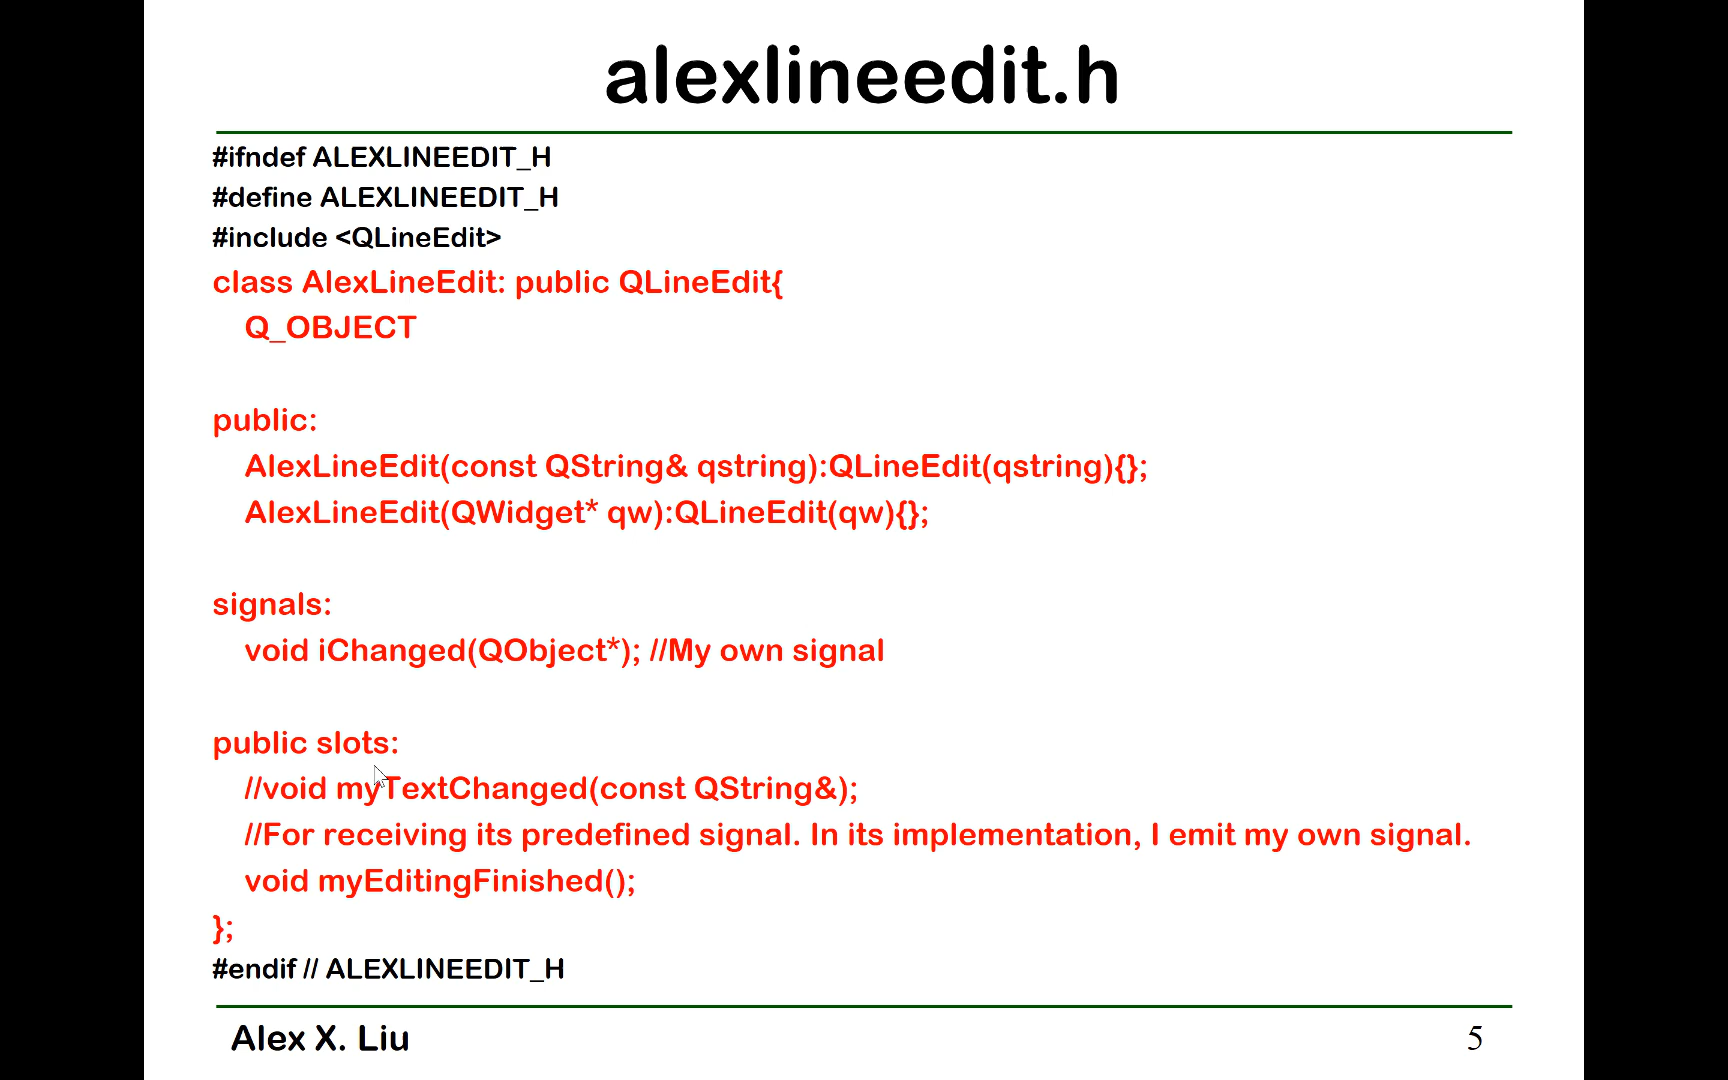 alexlineedit.h
#ifndef ALEXLINEEDIT_H
#define ALEXLINEEDIT_H
#include <QLineEdit>
class AlexLineEdit: public QLineEdit{
Q_OBJECT
public:
AlexLineEdit(const QString& qstring):QLineEdit(qstring){};
AlexLineEdit(QWidget* qw):QLineEdit(qw){};
signals:
void iChanged(QObject*); //My own signal
public slots:
//void myTextChanged(const QString&);
//For receiving its predefined signal. In its implementation, I emit my own signal.
void myEditingFinished();
};
#endif // ALEXLINEEDIT_H
Alex X. Liu
5